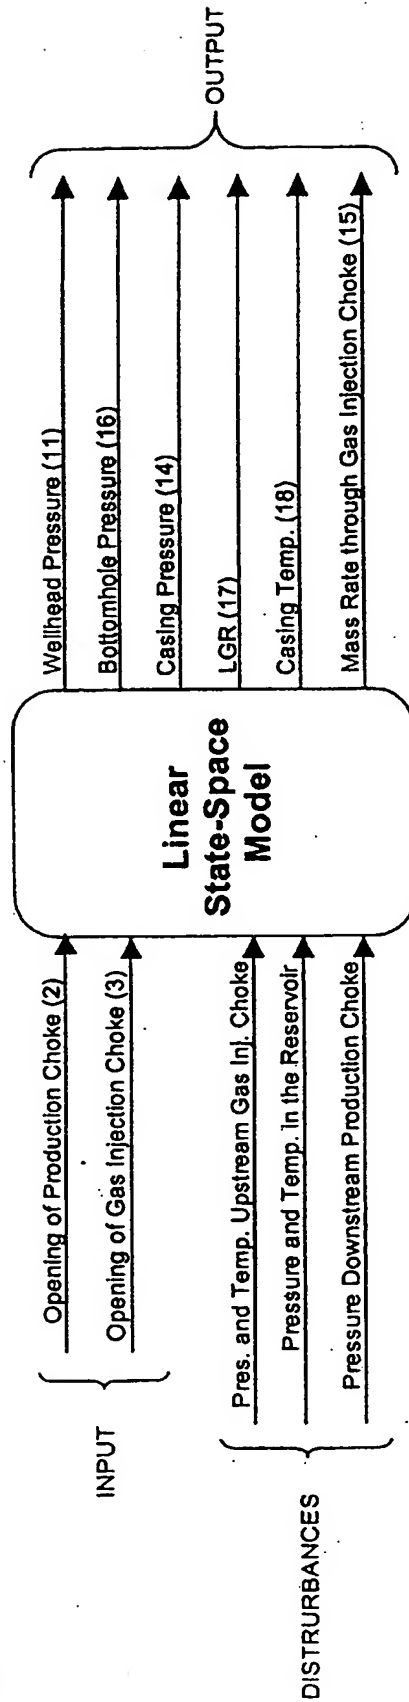 INPUT
Opening of Production Choke (2)
Opening of Gas Injection Choke (3)
DISTRURBANCES
Pres. and Temp. Upstream Gas Inj. Choke
Pressure and Temp. In the Reservoir
Pressure Downstream Production Choke
Linear
State-Space
Model
Wellhead Pressure (11)
Bottomhole Pressure (16)
Casing Pressure (14)
LGR (17)
Casing Temp. (18)
Mass Rate through Gas Injection Choke (15)
OUTPUT